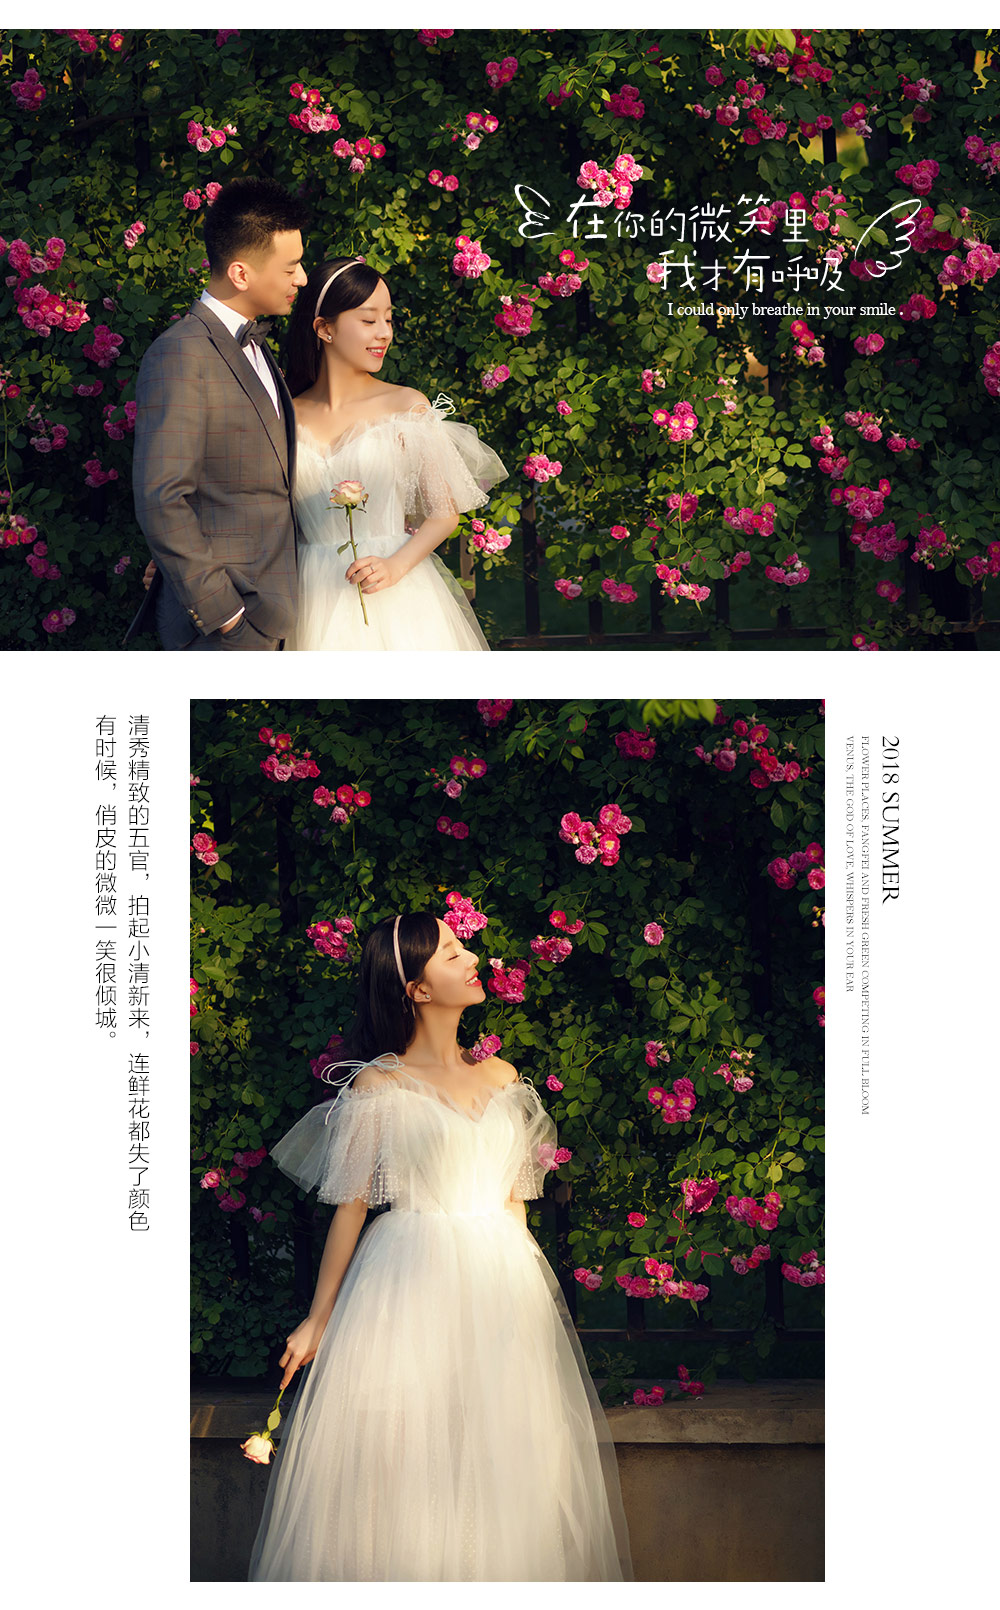 在你的微笑里
我才有呼吸
I could only breathe in your smile .
清秀精致的五官，拍起小清新来，连鲜花都失了颜色
有时候，俏皮的微微一笑很倾城。
2018 SUMMER
FLOWER PLACES, FANGFEI AND FRESH GREEN COMPETING IN FULL BLOOM
VENUS, THE GOD OF LOVE, WHISPERS IN YOUR EAR